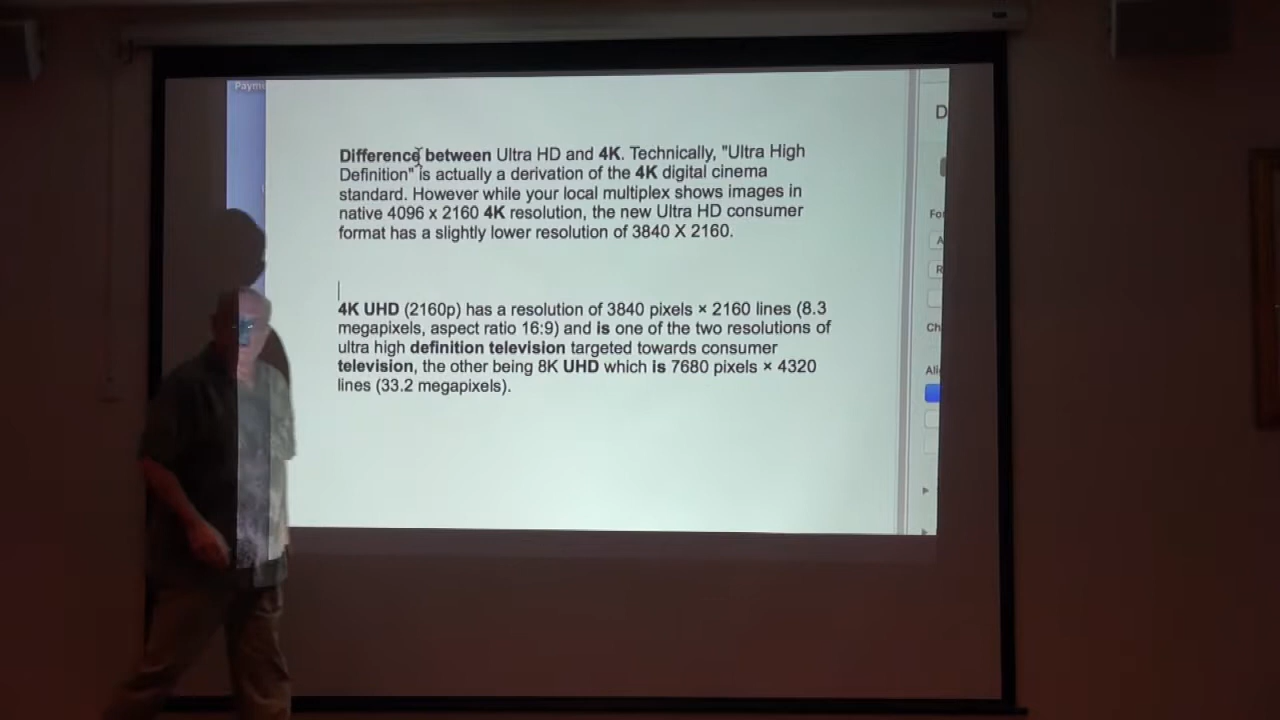 Payme
Difference between Ultra HD and 4K. Technically, "Ultra High
Definition" is actually a derivation of the 4K digital cinema
standard. However while your local multiplex shows images in
native 4096 x 2160 4K resolution, the new Ultra HD consumer
format has a slightly lower resolution of 3840 X 2160.
4K UHD (2160p) has a resolution of 3840 pixels × 2160 lines (8.3
megapixels, aspect ratio 16:9) and is one of the two resolutions of
ultra high definition television targeted towards consumer
television, the other being 8K UHD which is 7680 pixels × 4320
lines (33.2 megapixels).
D
Fo
A
R
Ch
Ali